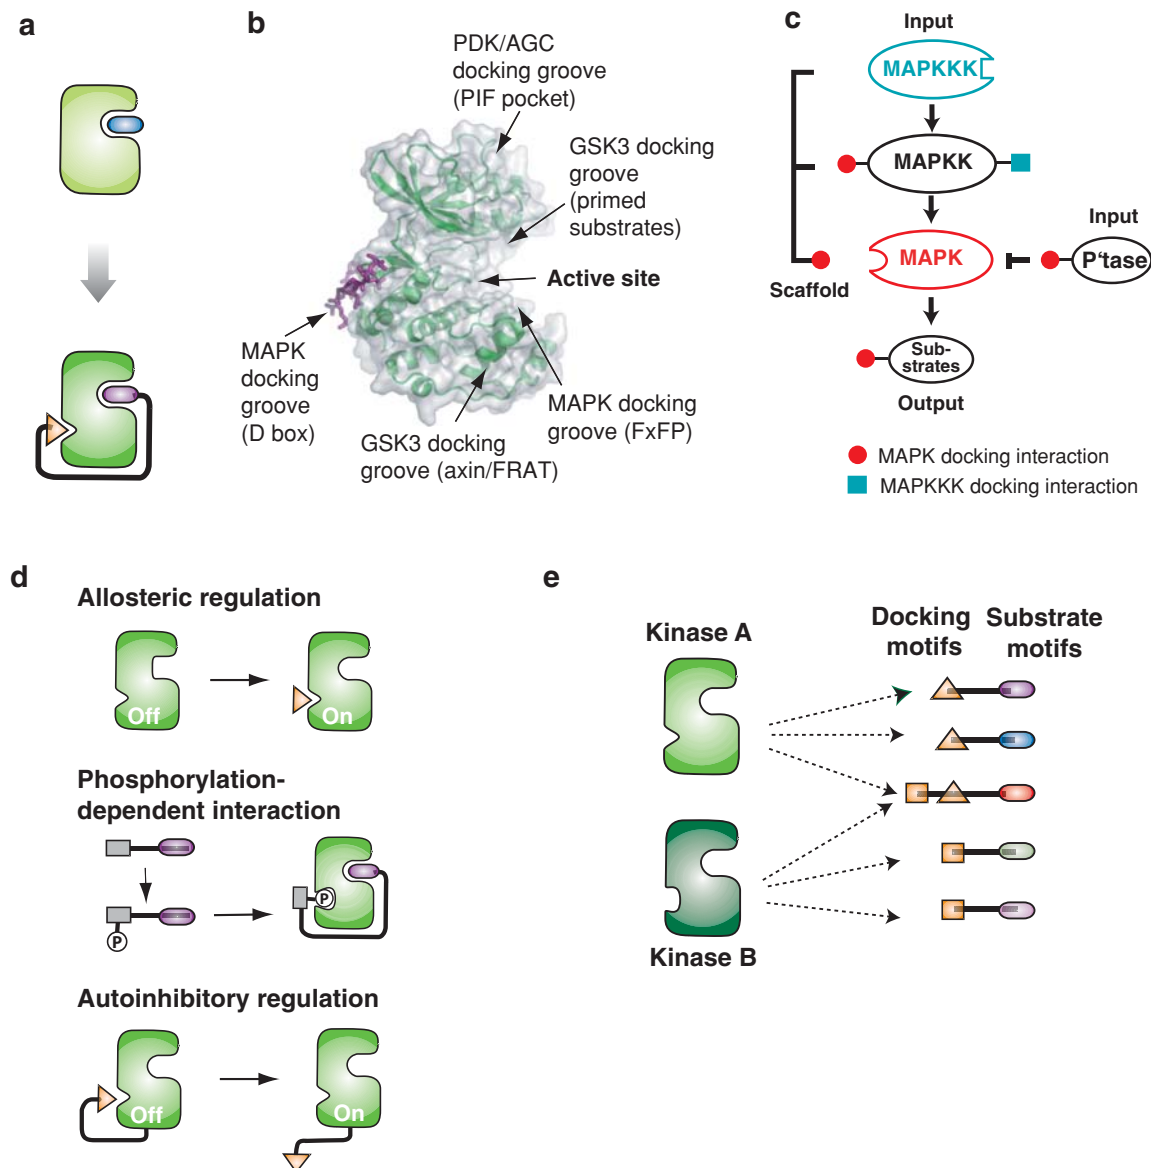 a
b
PDK/AGC
docking groove
(PIF pocket)
GSK3 docking
groove
(primed
substrates)
Active site
MAPK
docking
groove
(D box)
GSK3 docking
groove (axin/FRAT)
MAPK docking
groove (FxFP)
c
Input
MAPKKK
MAPKK
Input
MAPK
P'tase
Scaffold
Sub-
strates
Output
MAPK docking interaction
MAPKKK docking interaction
d
Allosteric regulation
Off
On
Phosphorylation-
dependent interaction
P
P
Autoinhibitory regulation
Off
On
e
Kinase A
Docking
motifs
Substrate
motifs
Kinase B